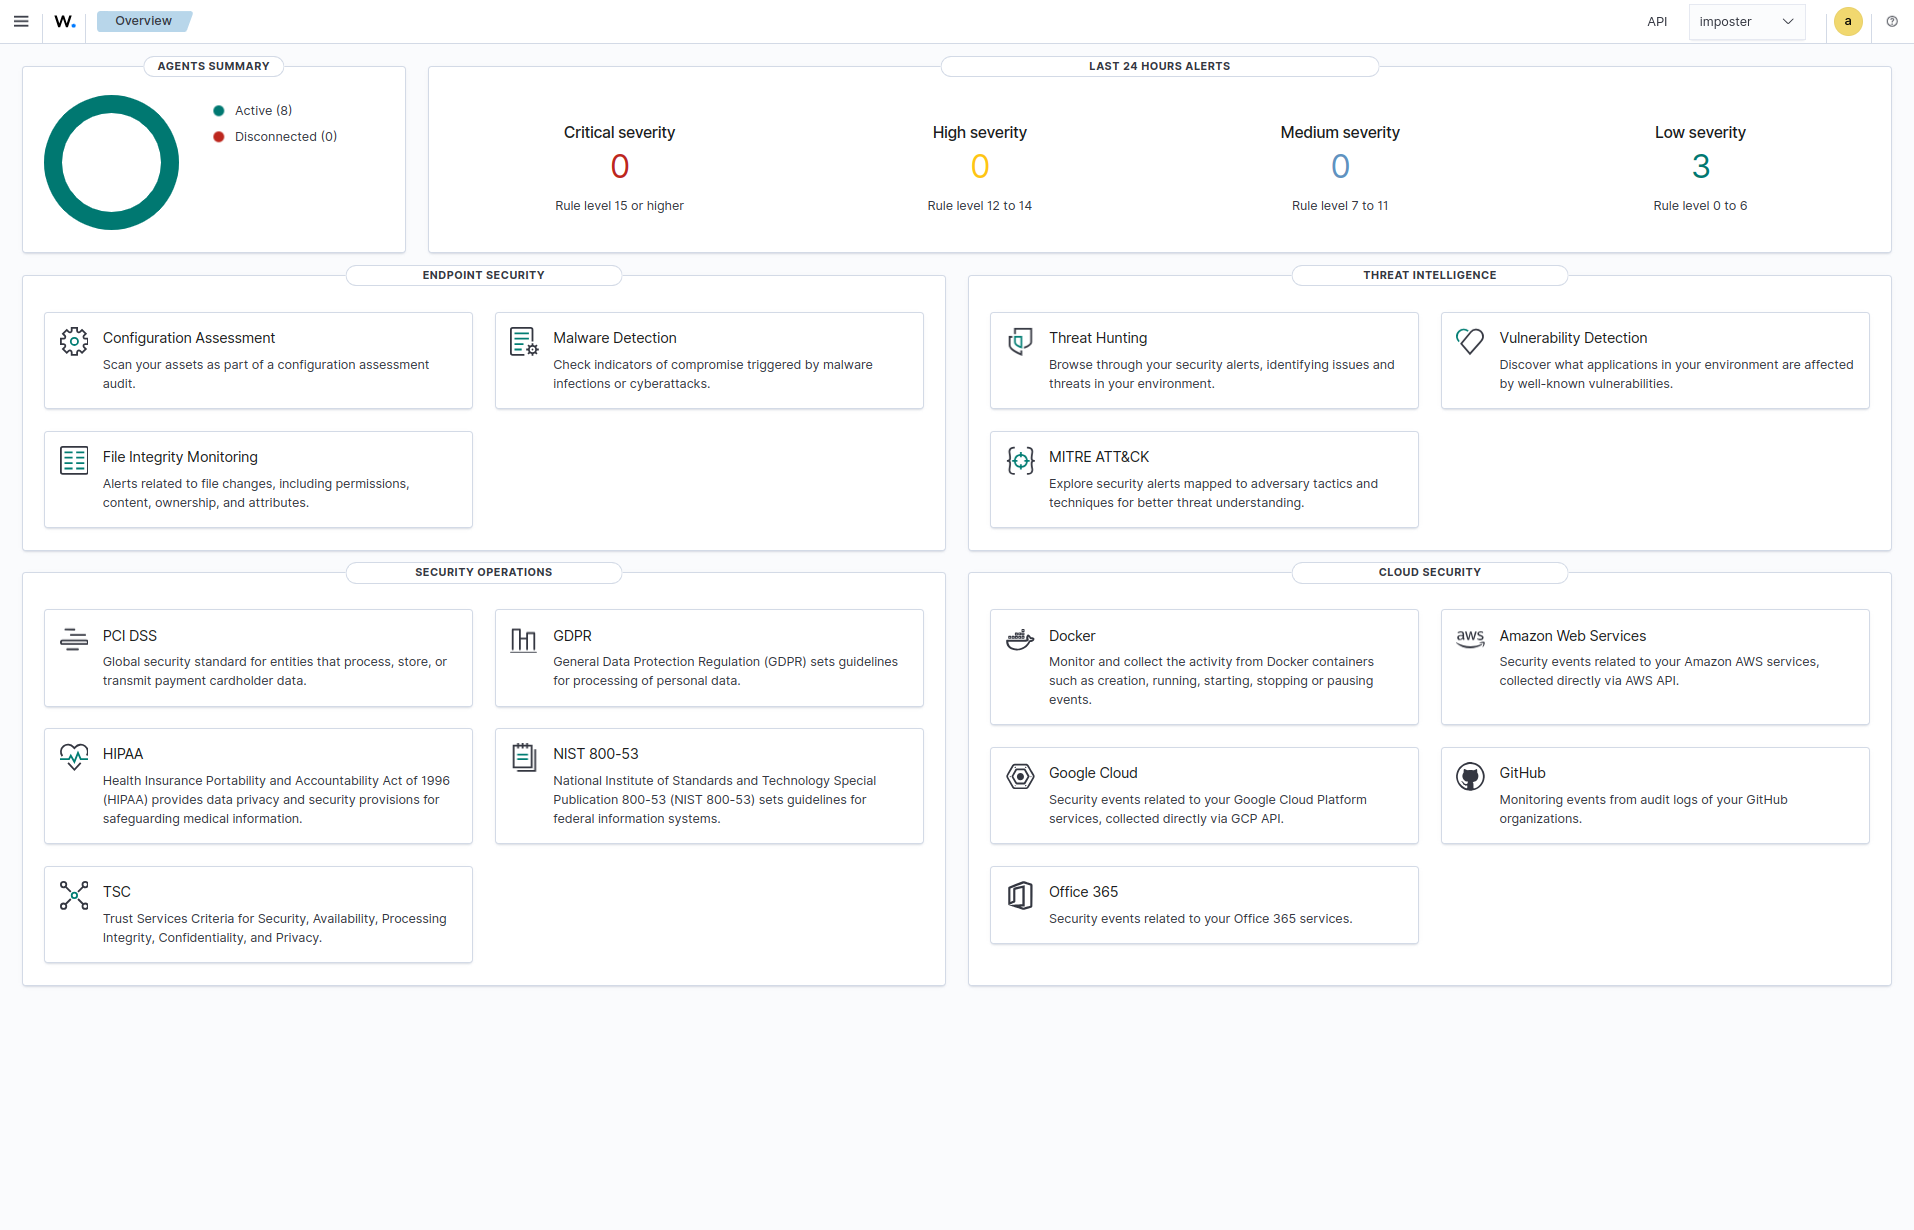 W.
Overview
API
imposter
a
AGENTS SUMMARY
Active (8)
Disconnected (0)
LAST 24 HOURS ALERTS
Critical severity
0
Rule level 15 or higher
High severity
0
Rule level 12 to 14
Medium severity
0
Rule level 7 to 11
Low severity
3
Rule level 0 to 6
ENDPOINT SECURITY
Configuration Assessment
Scan your assets as part of a configuration assessment
audit.
Malware Detection
Check indicators of compromise triggered by malware
infections or cyberattacks.
File Integrity Monitoring
Alerts related to file changes, including permissions,
content, ownership, and attributes.
THREAT INTELLIGENCE
Threat Hunting
Browse through your security alerts, identifying issues and
threats in your environment.
Vulnerability Detection
Discover what applications in your environment are affected
by well-known vulnerabilities.
MITRE ATT&CK
Explore security alerts mapped to adversary tactics and
techniques for better threat understanding.
SECURITY OPERATIONS
PCI DSS
Global security standard for entities that process, store, or
transmit payment cardholder data.
GDPR
General Data Protection Regulation (GDPR) sets guidelines
for processing of personal data.
HIPAA
Health Insurance Portability and Accountability Act of 1996
(HIPAA) provides data privacy and security provisions for
safeguarding medical information.
NIST 800-53
National Institute of Standards and Technology Special
Publication 800-53 (NIST 800-53) sets guidelines for
federal information systems.
TSC
Trust Services Criteria for Security, Availability, Processing
Integrity, Confidentiality, and Privacy.
CLOUD SECURITY
Docker
Monitor and collect the activity from Docker containers
such as creation, running, starting, stopping or pausing
events.
aws
Amazon Web Services
Security events related to your Amazon AWS services,
collected directly via AWS API.
Google Cloud
Security events related to your Google Cloud Platform
services, collected directly via GCP API.
GitHub
Monitoring events from audit logs of your GitHub
organizations.
Office 365
Security events related to your Office 365 services.